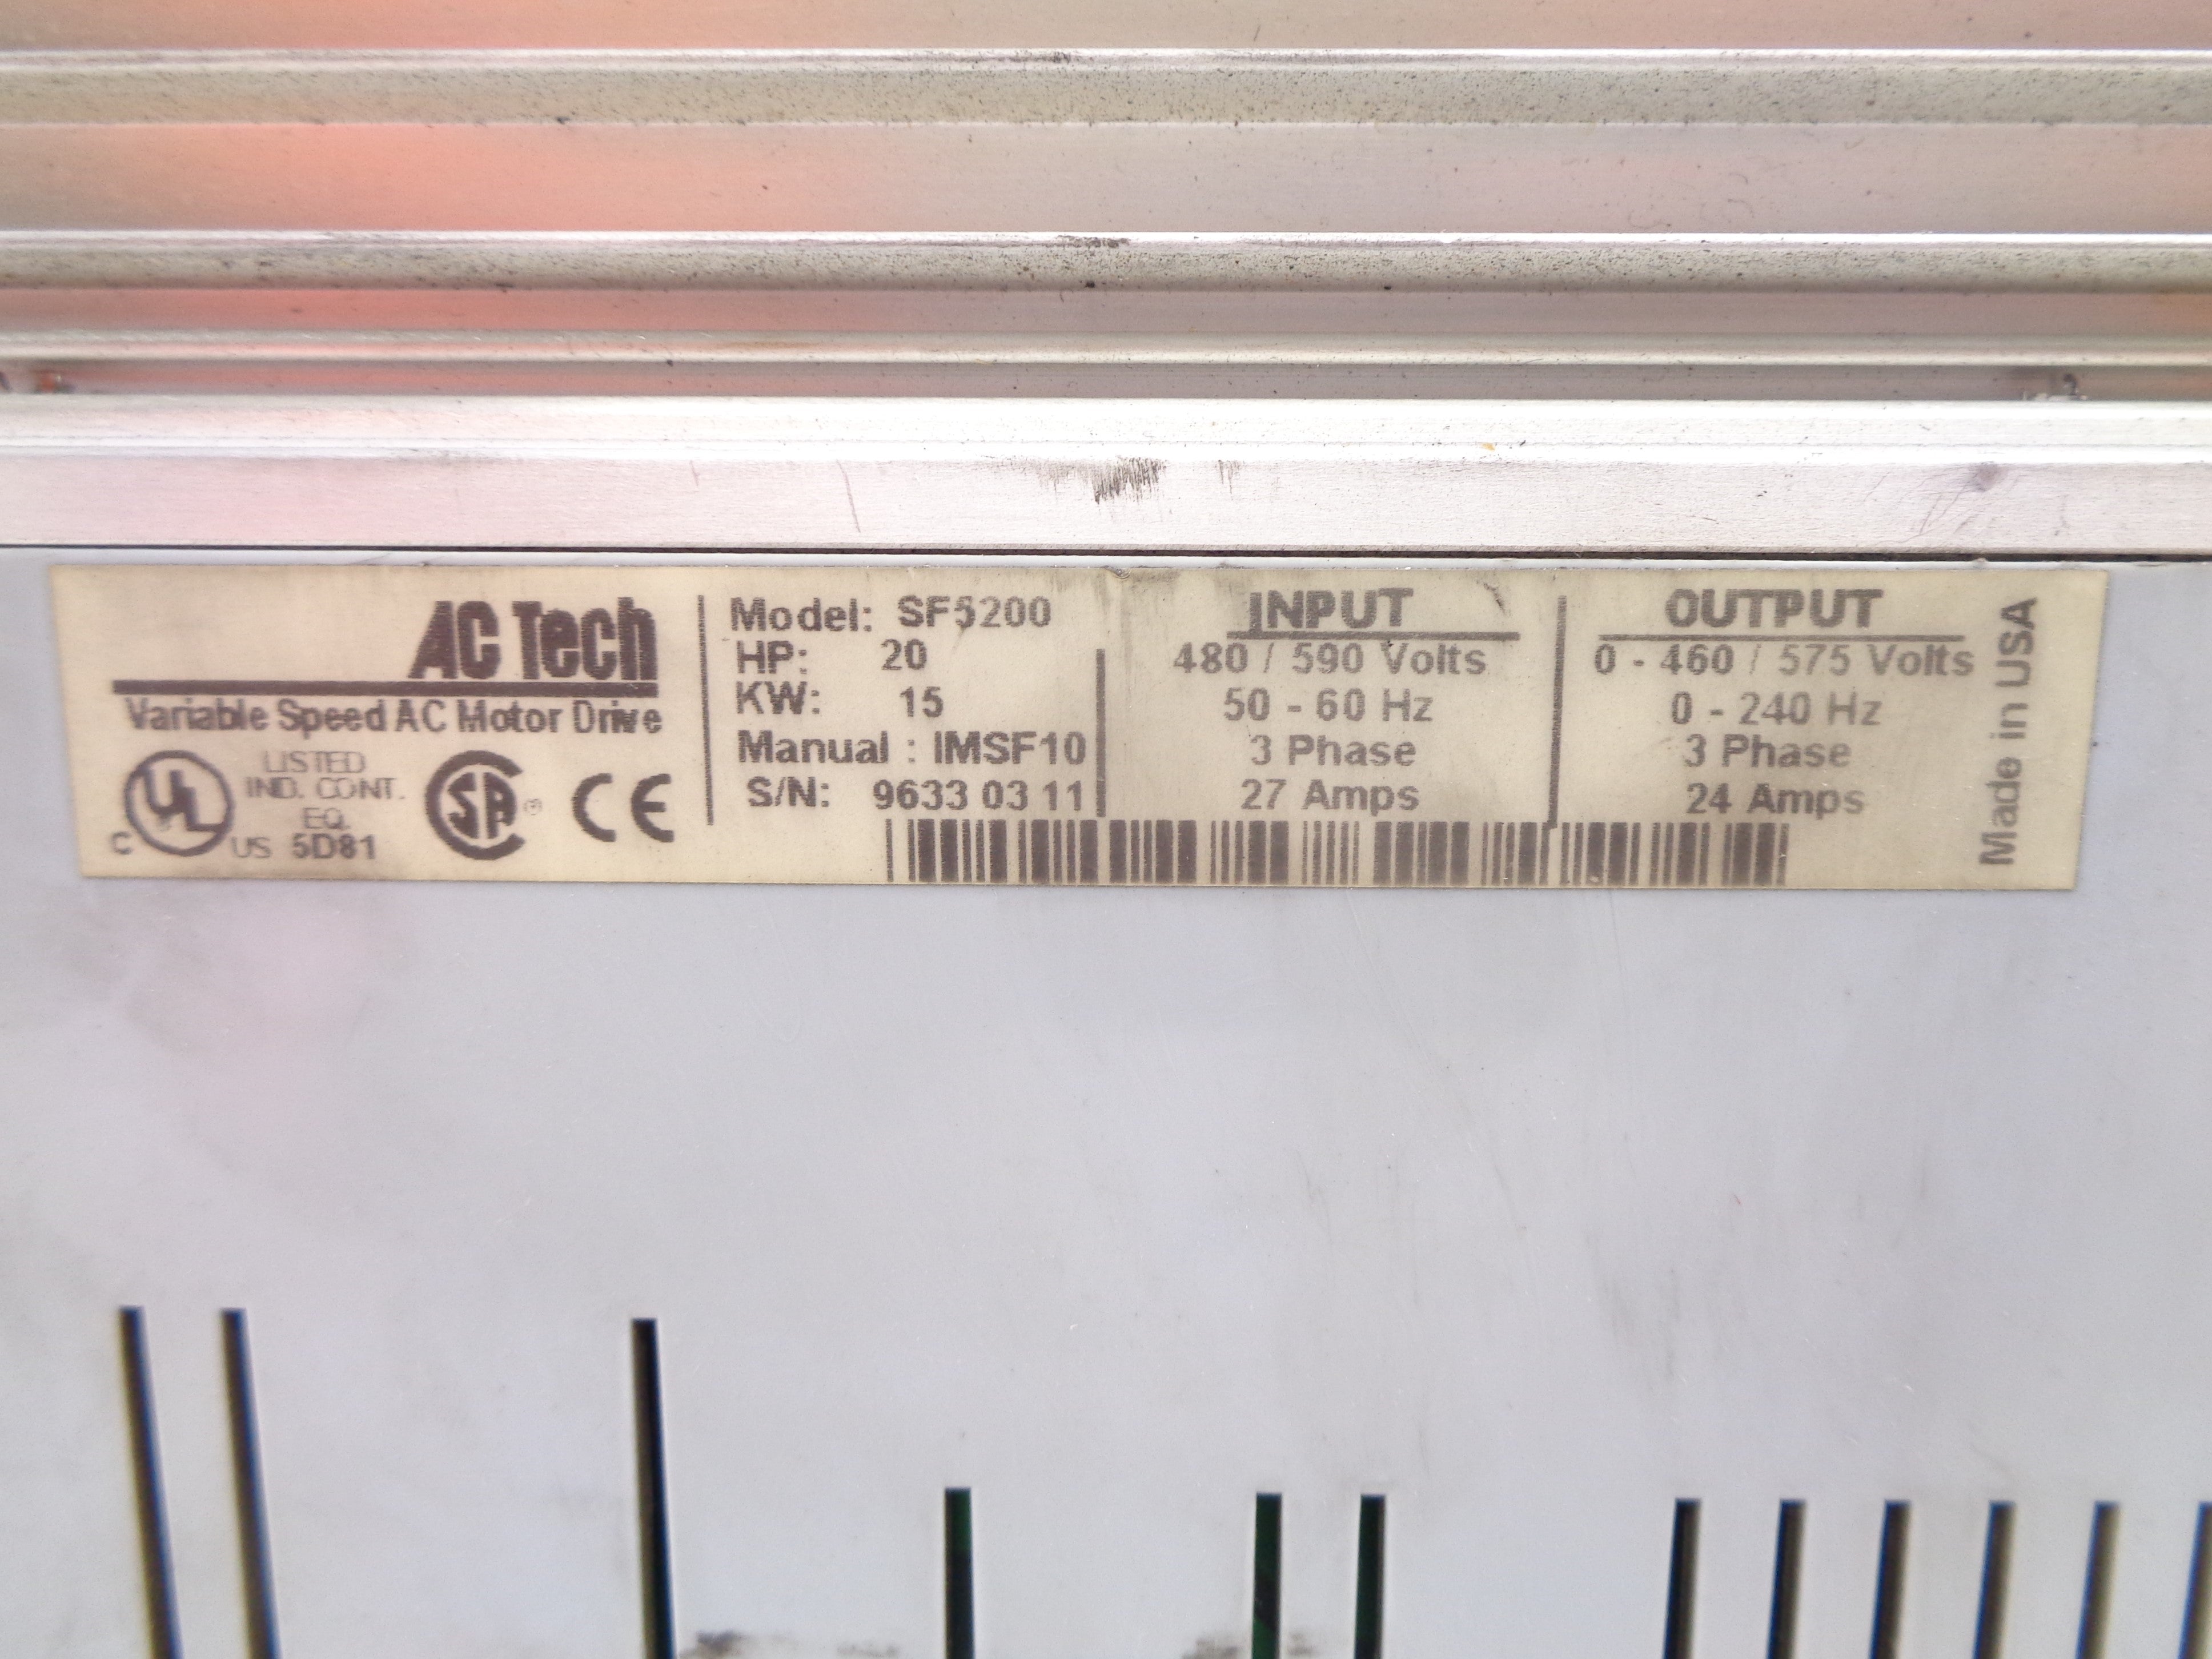 AC Tech
Variable Speed AC Motor Drive
UL
LISTED
IND. CONT.
EQ.
C US 5D81
SA ®
CE
Model: SF5200
HP: 20
KW: 15
Manual : IMSF10
S/N: 9633 03 11
INPUT
480 / 590 Volts
50 - 60 Hz
3 Phase
27 Amps
OUTPUT
0 - 460 / 575 Volts
0 - 240 Hz
3 Phase
24 Amps
Made in USA